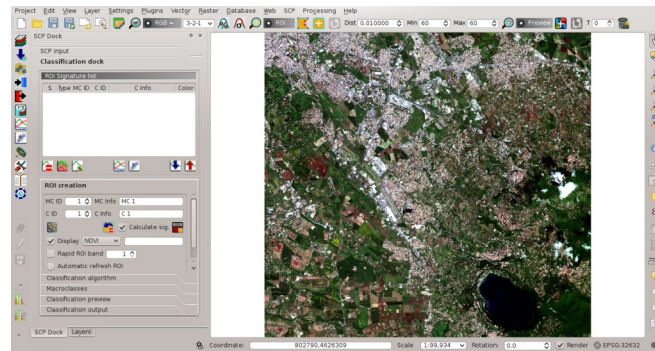 Project Edit View Layer Settings Plugins Vector Raster Database Web SCP Processing Help
RGB = 3-2-1 ROI Dist 0.010000 Min 60 Max 60 Preview T 0
SCP Dock
SCP input
Classification dock
ROI Signature list
S Type MC ID C ID C Info Color
ROI creation
MC ID 1 MC Info MC 1
C ID 1 C Info C 1
Calculate sig.
Display NDVI
Rapid ROI band 1
Automatic refresh ROI
Classification algorithm
Macroclasses
Classification preview
Classification output
SCP Dock Layers
Coordinate: 802790,4626309 Scale 1:99,934 Rotation: 0.0 Render EPSG:32632